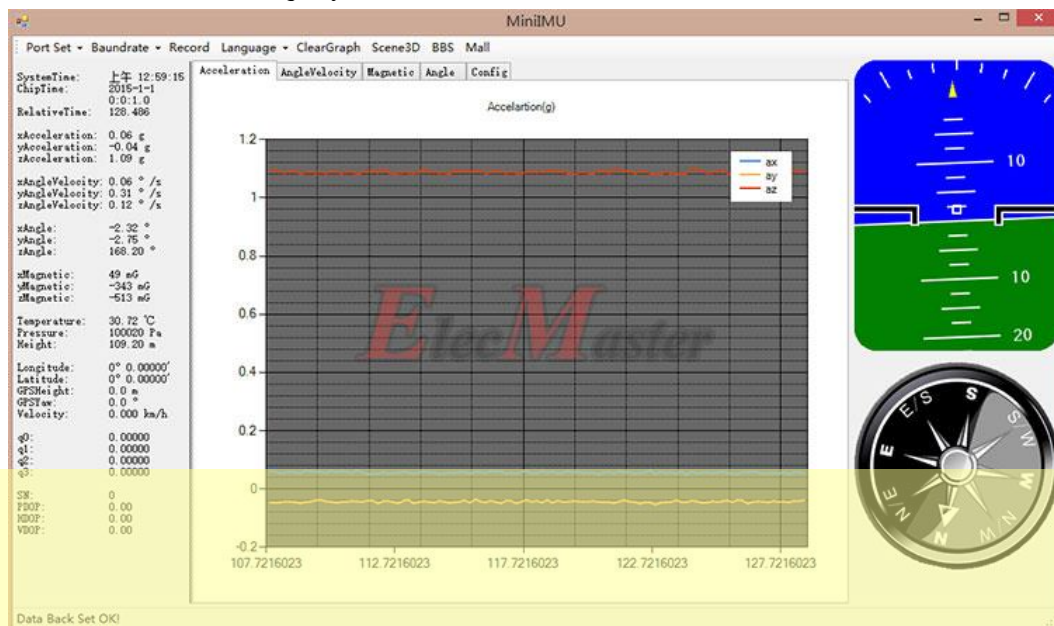 MiniIMU
Port Set Baundrate Record Language ClearGraph Scene3D BBS Mall
SystemTime: 上午 12:59:15
ChipTime: 2015-1-1
0:0:1.0
RelativeTime: 128.486
xAcceleration: 0.06 g
yAcceleration: -0.04 g
zAcceleration: 1.09 g
xAngleVelocity: 0.06 ° /s
yAngleVelocity: 0.31 ° /s
zAngleVelocity: 0.12 ° /s
xAngle: -2.32 °
yAngle: -2.75 °
zAngle: 168.20 °
xMagnetic: 49 mG
yMagnetic: -343 mG
zMagnetic: -513 mG
Temperature: 30.72 ℃
Pressure: 100020 Pa
Height: 109.20 m
Longitude: 0° 0.00000'
Latitude: 0° 0.00000'
GPSHeight: 0.0 m
GPSYaw: 0.0 °
Velocity: 0.000 km/h
q0: 0.00000
q1: 0.00000
q2: 0.00000
q3: 0.00000
SN: 0
PDOP: 0.00
HDOP: 0.00
VDOP: 0.00
Acceleration AngleVelocity Magnetic Angle Config
Accelartion(g)
1.2
1
0.8
0.6
0.4
0.2
0
-0.2
ax
ay
az
ElecMaster
107.7216023 112.7216023 117.7216023 122.7216023 127.7216023
10
10
20
S
S/W
W
N/W
N
N/E
E
E/S
Data Back Set OK!